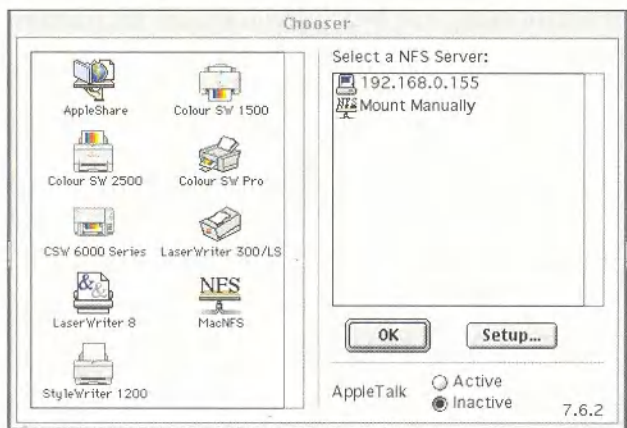 Chooser
AppleShare
Colour SW 1500
Colour SW 2500
Colour SW Pro
CSW 6000 Series
LaserWriter 300/LS
&&
LaserWriter 8
NFS
MacNFS
StyleWriter 1200
Select a NFS Server:
192.168.0.155
NFS Mount Manually
OK
Setup...
AppleTalk
Active
Inactive
7.6.2